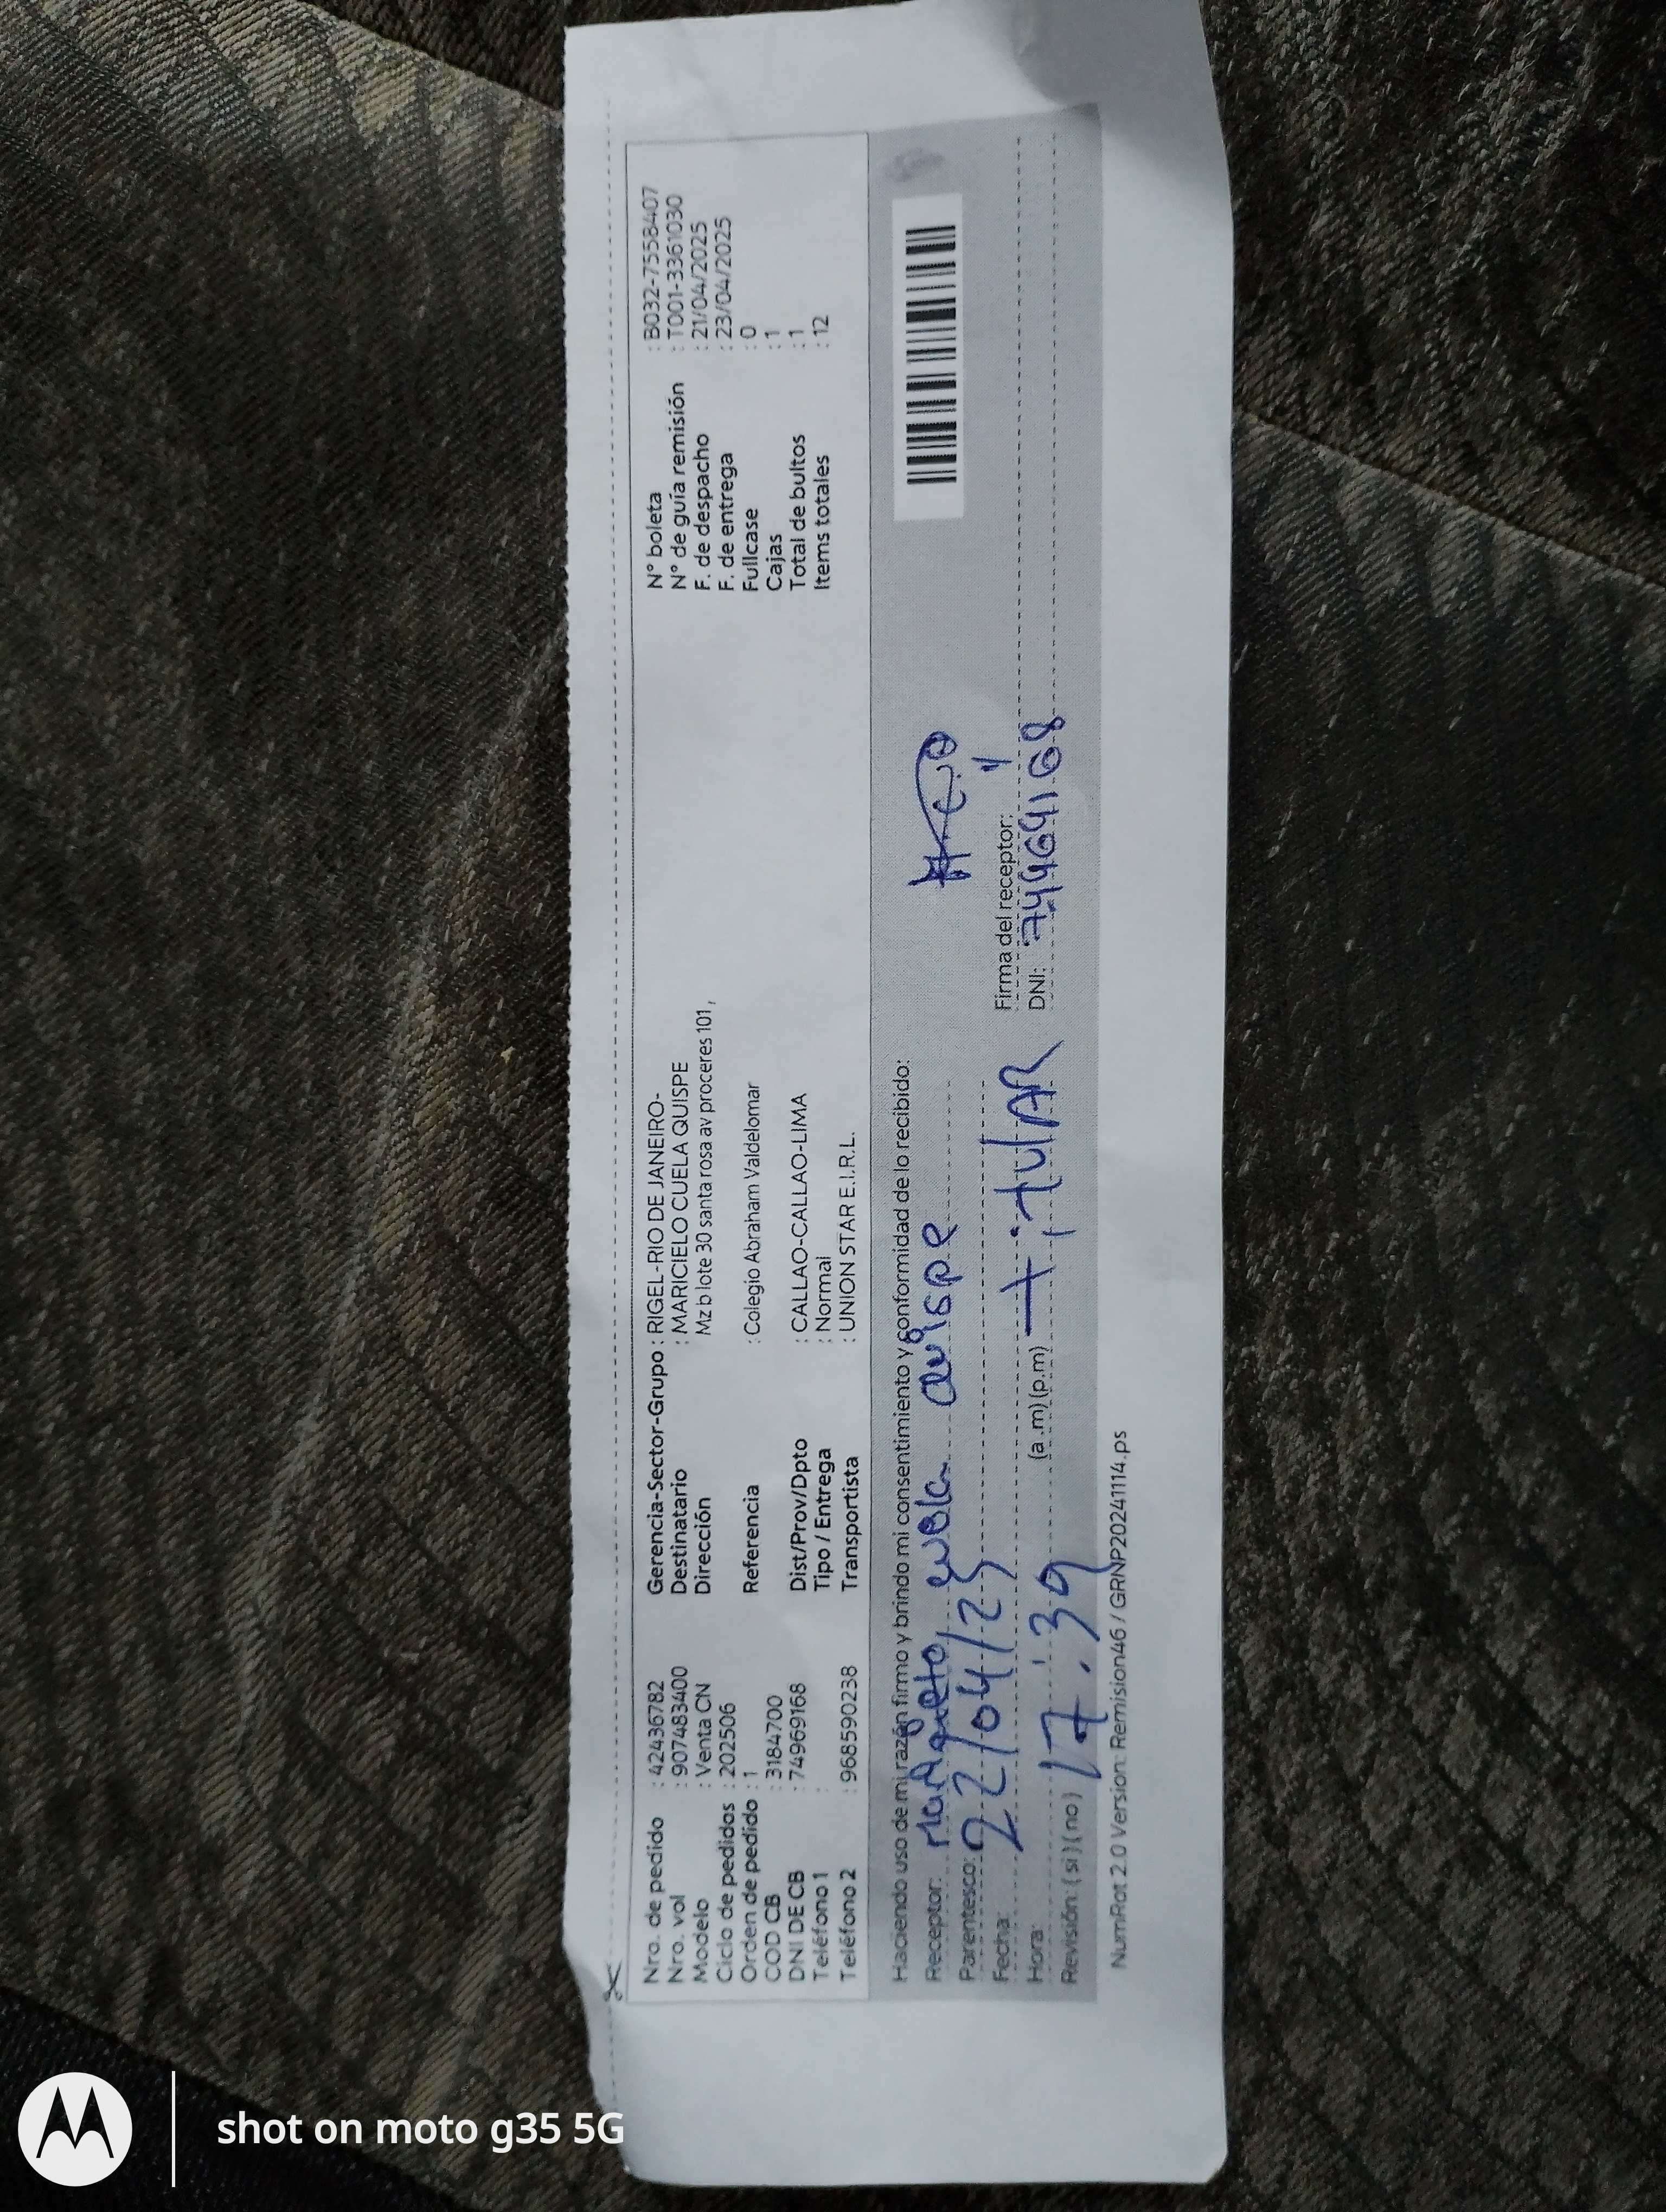 Nro. de pedido : 42436782 Gerencia-Sector-Grupo : RIGEL-RIO DE JANEIRO- N° boleta : B032-7558407
Nro. vol : 907483400 Destinatario : MARICIELO CUELA QUISPE N° de guía remisión : T001-3361030
Modelo : Venta CN Dirección Mz b lote 30 santa rosa av proceres 101 , F. de despacho : 21/04/2025
Ciclo de pedidos : 202506 F. de entrega : 23/04/2025
Orden de pedido : 1 Referencia : Colegio Abraham Valdelomar Fullcase : 0
COD CB : 3184700 Cajas : 1
DNI DE CB : 74969168 Dist/Prov/Dpto : CALLAO-CALLAO-LIMA Total de bultos : 1
Teléfono 1 : Tipo / Entrega : Normal Items totales : 12
Teléfono 2 : 968590238 Transportista : UNION STAR E.I.R.L.
Haciendo uso de mi razón firmo y brindo mi consentimiento y conformidad de lo recibido:
Receptor: cuela quispe
Parentesco:
Fecha: 22/04/25 titulAR Firma del receptor:
Hora: 17:39 (a.m) (p.m) DNI: 74969168
Revisión: ( si ) ( no )
NumRot 2.0 Version: Remision46 / GRNP20241114.ps
shot on moto g35 5G